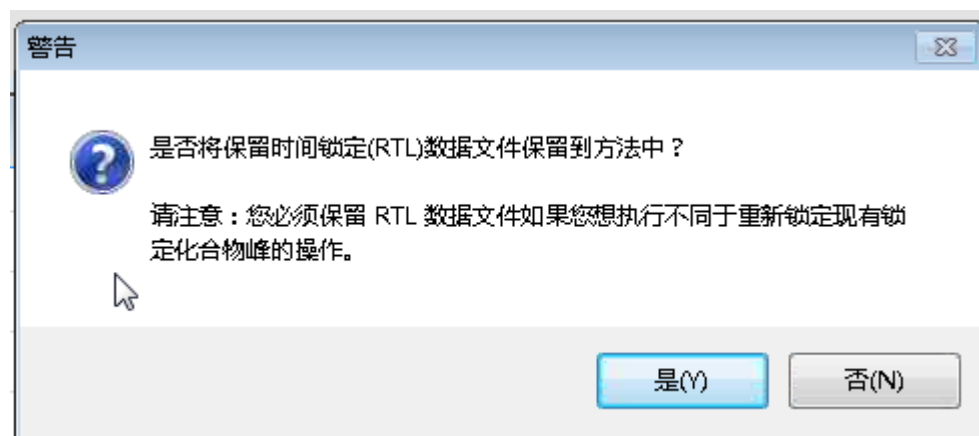 警告
是否将保留时间锁定(RTL)数据文件保留到方法中？
请注意：您必须保留 RTL 数据文件如果您想执行不同于重新锁定现有锁
定化合物峰的操作。
是(Y) 否(N)